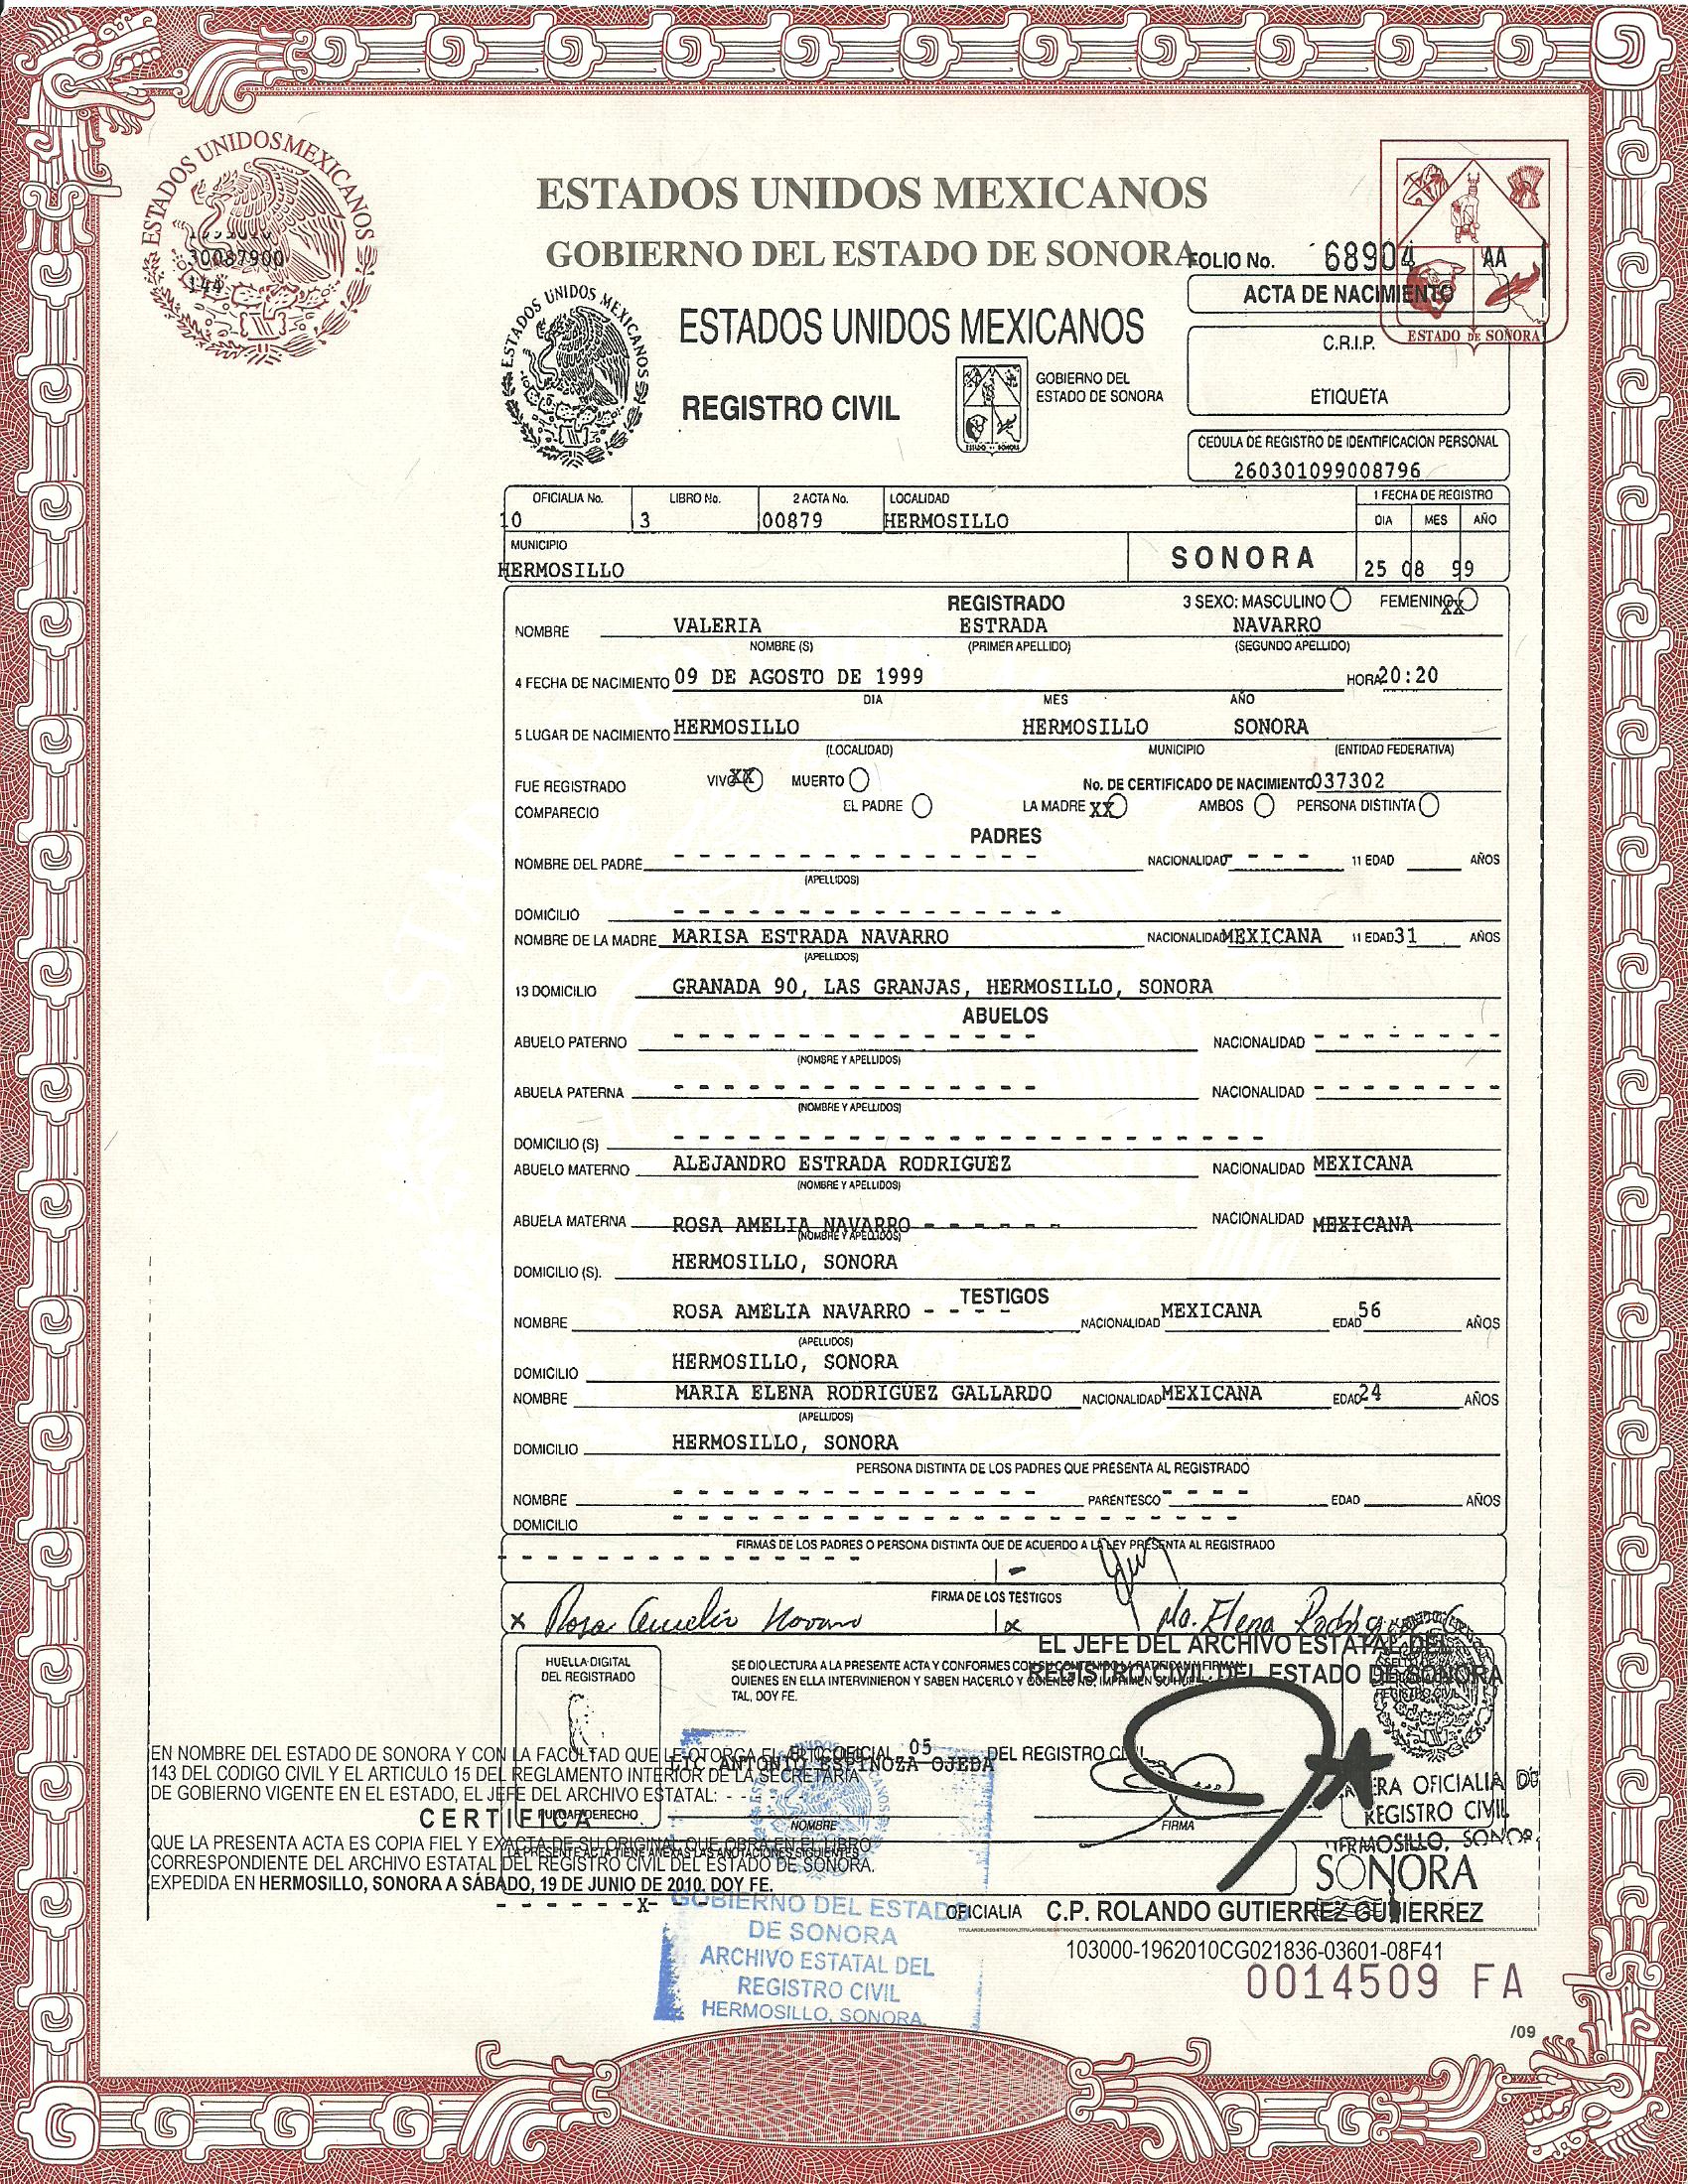 ESTADOS UNIDOS MEXICANOS
ESTADOS UNIDOS MEXICANOS
GOBIERNO DEL ESTADO DE SONORA
30087900
144
FOLIO No. 68904 AA
ACTA DE NACIMIENTO
ESTADO DE SONORA
ESTADOS UNIDOS MEXICANOS
ESTADOS UNIDOS MEXICANOS
C.R.I.P.
REGISTRO CIVIL
GOBIERNO DEL
ESTADO DE SONORA
ETIQUETA
CEDULA DE REGISTRO DE IDENTIFICACION PERSONAL
260301099008796
OFICIALIA No. LIBRO No. 2 ACTA No. LOCALIDAD 1 FECHA DE REGISTRO
10 3 00879 HERMOSILLO DIA MES AÑO
MUNICIPIO
HERMOSILLO SONORA 25 08 99
REGISTRADO 3 SEXO: MASCULINO FEMENINO XX
NOMBRE VALERIA ESTRADA NAVARRO
NOMBRE (S) (PRIMER APELLIDO) (SEGUNDO APELLIDO)
4 FECHA DE NACIMIENTO 09 DE AGOSTO DE 1999 HORA 20:20
DIA MES AÑO
5 LUGAR DE NACIMIENTO HERMOSILLO HERMOSILLO SONORA
(LOCALIDAD) MUNICIPIO (ENTIDAD FEDERATIVA)
FUE REGISTRADO VIVO XX MUERTO No. DE CERTIFICADO DE NACIMIENTO 037302
COMPARECIO EL PADRE LA MADRE XX AMBOS PERSONA DISTINTA
PADRES
NOMBRE DEL PADRE - - - - - - - - - - - - - - - NACIONALIDAD - - - - 11 EDAD AÑOS
(APELLIDOS)
DOMICILIO - - - - - - - - - - - - - - - -
NOMBRE DE LA MADRE MARISA ESTRADA NAVARRO NACIONALIDAD MEXICANA 11 EDAD 31 AÑOS
(APELLIDOS)
13 DOMICILIO GRANADA 90, LAS GRANJAS, HERMOSILLO, SONORA
ABUELOS
ABUELO PATERNO - - - - - - - - - - - - - - - NACIONALIDAD - - - - - - - -
(NOMBRE Y APELLIDOS)
ABUELA PATERNA - - - - - - - - - - - - - - - NACIONALIDAD - - - - - - - -
(NOMBRE Y APELLIDOS)
DOMICILIO (S) - - - - - - - - - - - - - - - - - - - - - - - -
ABUELO MATERNO ALEJANDRO ESTRADA RODRIGUEZ NACIONALIDAD MEXICANA
(NOMBRE Y APELLIDOS)
ABUELA MATERNA ROSA AMELIA NAVARRO - - - - - - NACIONALIDAD MEXICANA
(NOMBRE Y APELLIDOS)
DOMICILIO (S). HERMOSILLO, SONORA
TESTIGOS
NOMBRE ROSA AMELIA NAVARRO - - - - NACIONALIDAD MEXICANA EDAD 56 AÑOS
(APELLIDOS)
DOMICILIO HERMOSILLO, SONORA
NOMBRE MARIA ELENA RODRIGUEZ GALLARDO NACIONALIDAD MEXICANA EDAD 24 AÑOS
(APELLIDOS)
DOMICILIO HERMOSILLO, SONORA
PERSONA DISTINTA DE LOS PADRES QUE PRESENTA AL REGISTRADO
NOMBRE - - - - - - - - - - - - - - - PARENTESCO - - - - EDAD AÑOS
DOMICILIO - - - - - - - - - - - - - - - - - - - - - - -
FIRMAS DE LOS PADRES O PERSONA DISTINTA QUE DE ACUERDO A LA LEY PRESENTA AL REGISTRADO
FIRMA DE LOS TESTIGOS
x Rosa Amelia Navarro x Ma. Elena Rodrig
EL JEFE DEL ARCHIVO ESTATAL DEL
REGISTRO CIVIL DEL ESTADO DE SONORA
HUELLA DIGITAL
DEL REGISTRADO
SE DIO LECTURA A LA PRESENTE ACTA Y CONFORMES CON SU CONTENIDO LA RATIFICAN Y FIRMAN
QUIENES EN ELLA INTERVINIERON Y SABEN HACERLO Y QUIENES NO, IMPRIMEN SU HUELLA
TAL, DOY FE.
EN NOMBRE DEL ESTADO DE SONORA Y CON LA FACULTAD QUE LE OTORGA EL ARTICULO
OFICIAL 05 DEL REGISTRO CIVIL
LIC. ANTONIO ESPINOZA OJEDA
143 DEL CODIGO CIVIL Y EL ARTICULO 15 DEL REGLAMENTO INTERIOR DE LA SECRETARIA
DE GOBIERNO VIGENTE EN EL ESTADO, EL JEFE DEL ARCHIVO ESTATAL: - - - - - -
ERA OFICIALIA
REGISTRO CIVIL
PULGAR DERECHO
CERTIFICA
NOMBRE FIRMA
QUE LA PRESENTE ACTA ES COPIA FIEL Y EXACTA DE SU ORIGINAL QUE OBRA EN EL LIBRO
LA PRESENTE ACTA TIENE ANEXAS LAS ANOTACIONES SIGUIENTES
CORRESPONDIENTE DEL ARCHIVO ESTATAL DEL REGISTRO CIVIL DEL ESTADO DE SONORA.
EXPEDIDA EN HERMOSILLO, SONORA A SÁBADO, 19 DE JUNIO DE 2010. DOY FE.
HERMOSILLO, SONOR
SONORA
- - - - - - -X- - -
OFICIALIA C.P. ROLANDO GUTIERREZ GUTIERREZ
GOBIERNO DEL ESTADO
DE SONORA
ARCHIVO ESTATAL DEL
REGISTRO CIVIL
HERMOSILLO, SONORA.
103000-1962010CG021836-03601-08F41
0014509 FA
/09